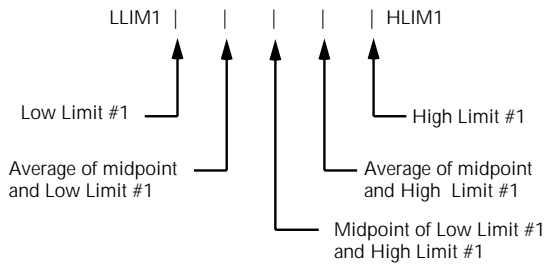 LLIM1 | | | | | HLIM1
Low Limit #1
High Limit #1
Average of midpoint
and Low Limit #1
Average of midpoint
and High Limit #1
Midpoint of Low Limit #1
and High Limit #1